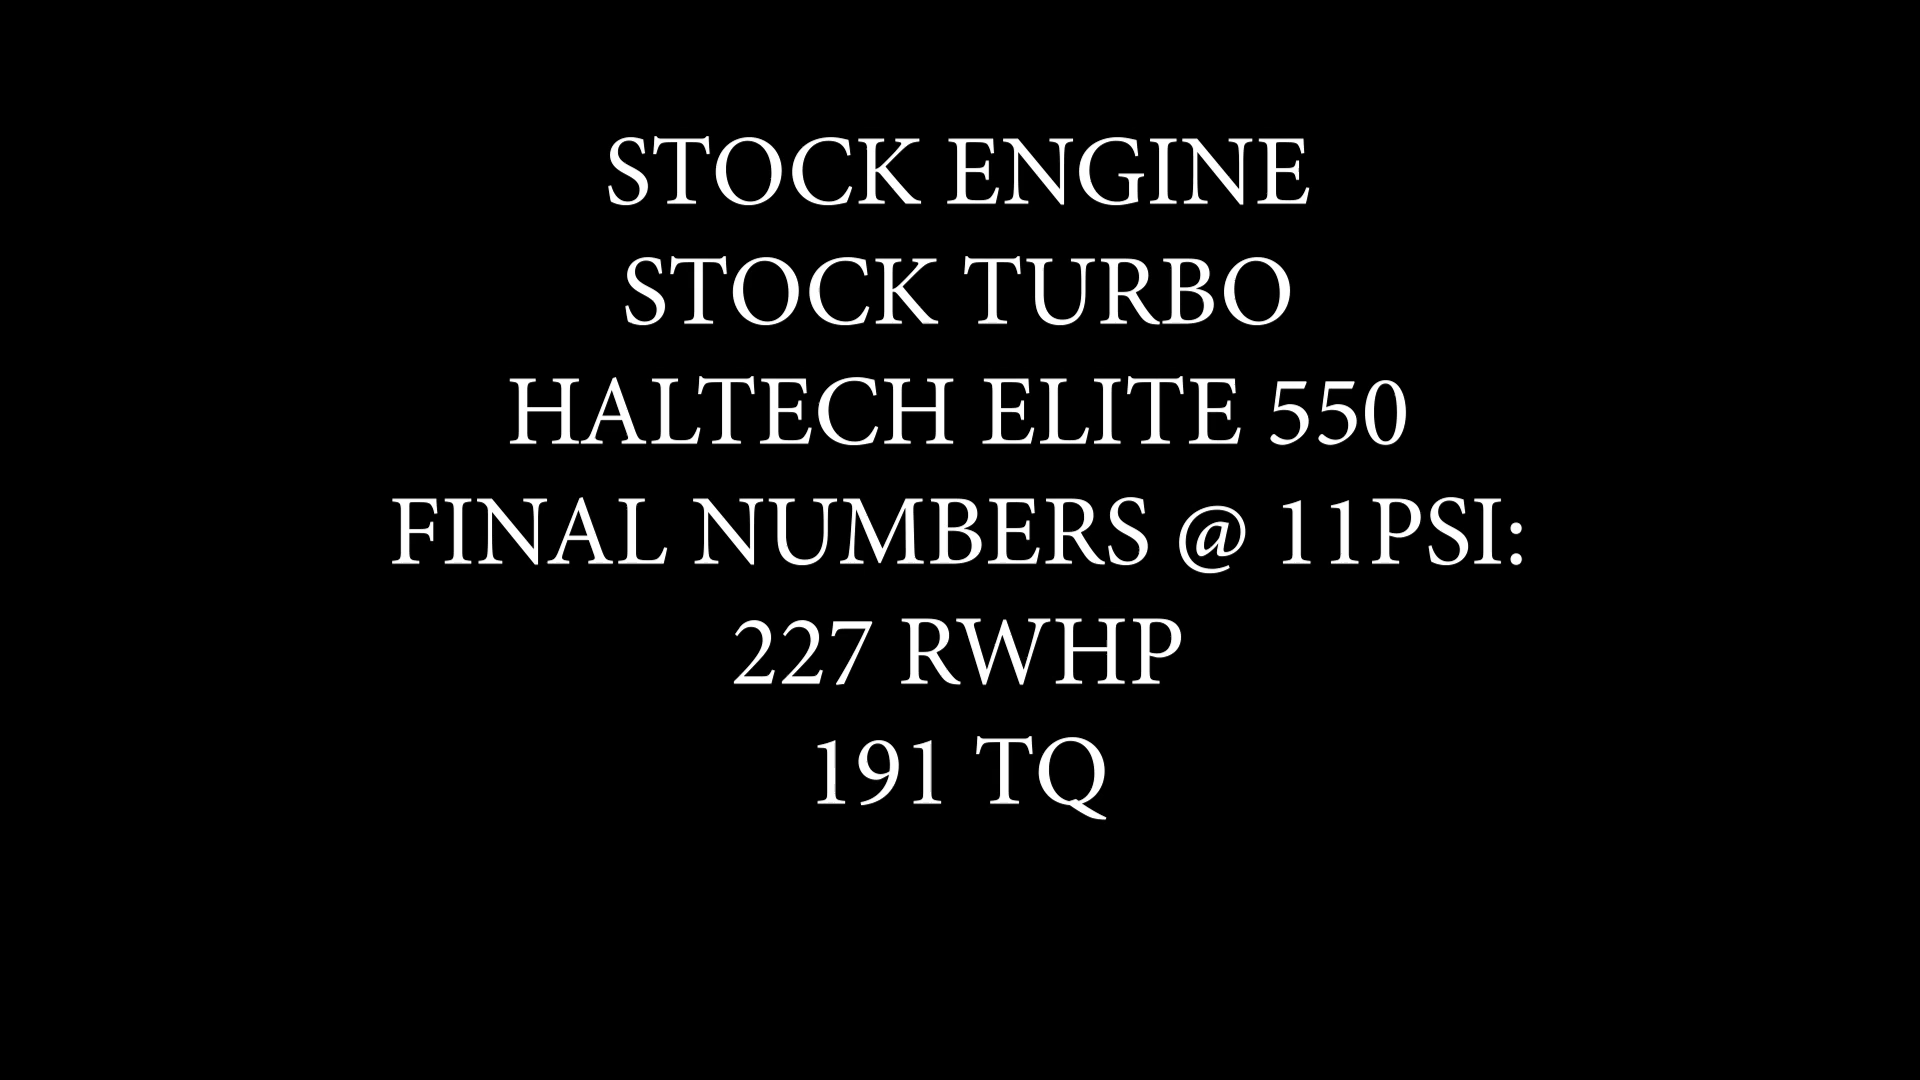 STOCK ENGINE
STOCK TURBO
HALTECH ELITE 550
FINAL NUMBERS @ 11PSI:
227 RWHP
191 TQ